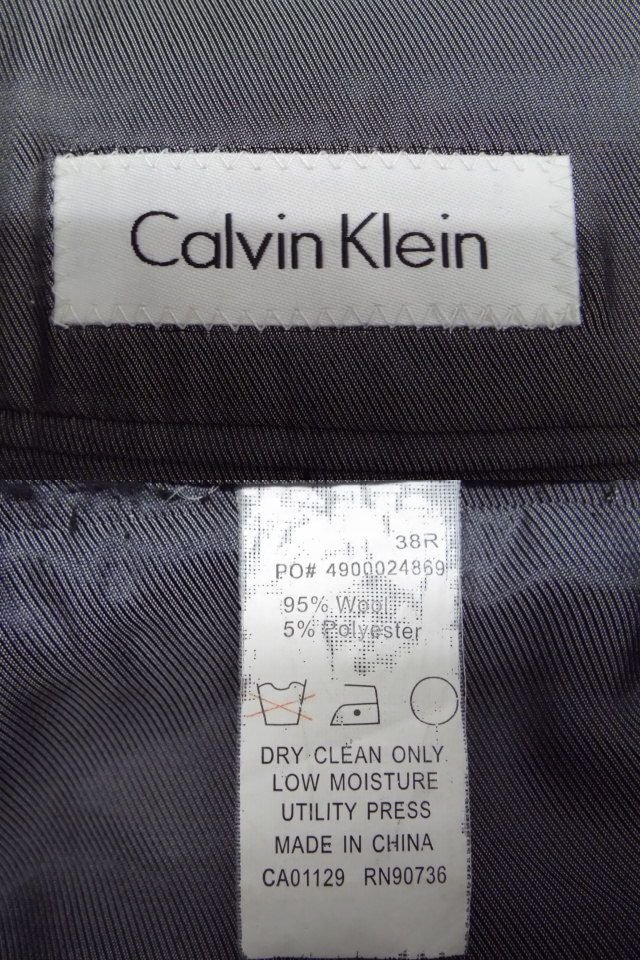 Calvin Klein
38R
PO# 4900024869
95% Wool
5% Polyester
DRY CLEAN ONLY
LOW MOISTURE
UTILITY PRESS
MADE IN CHINA
CA01129 RN90736